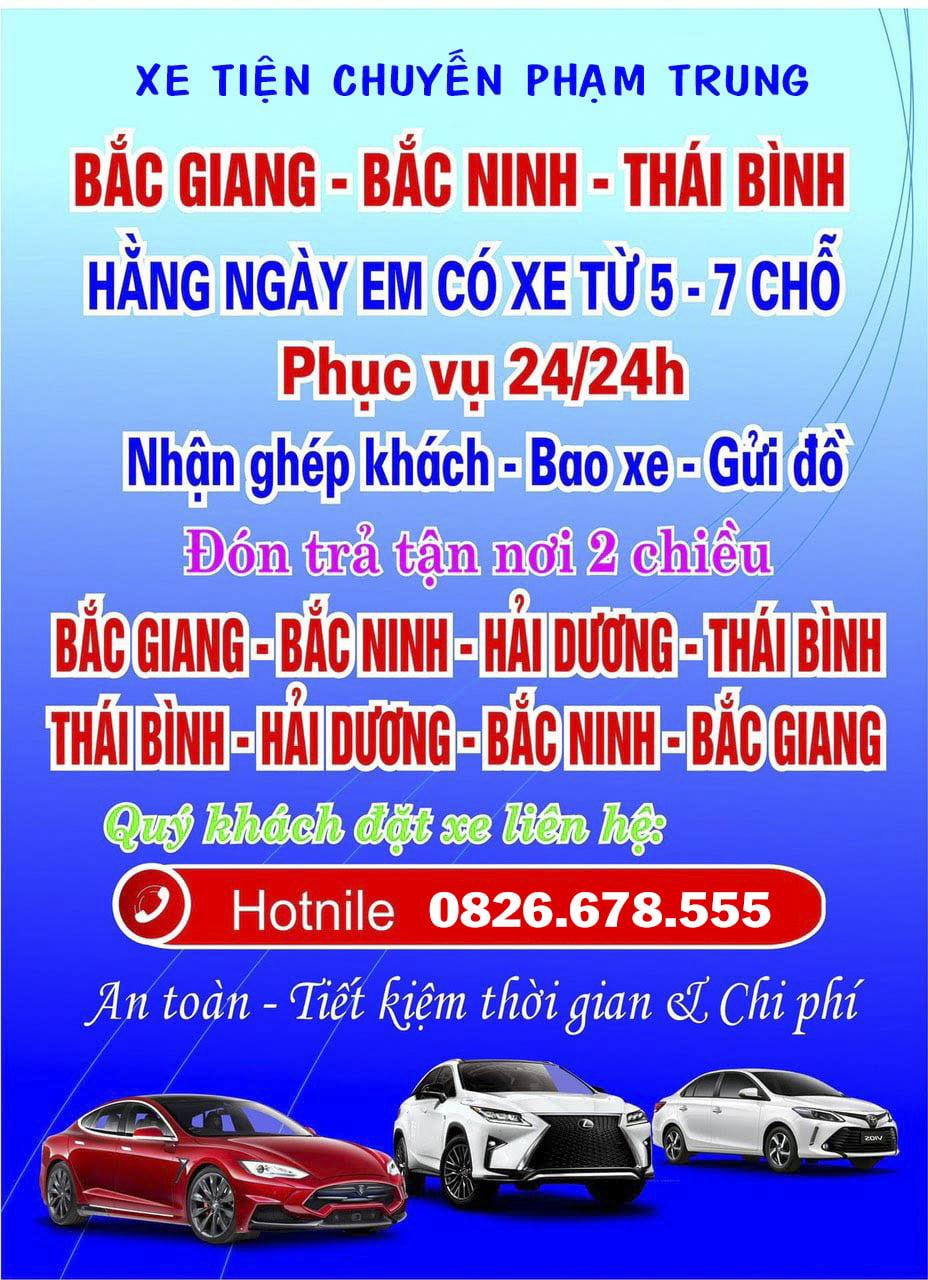 XE TIỆN CHUYẾN PHẠM TRUNG
BẮC GIANG - BẮC NINH - THÁI BÌNH
HẰNG NGÀY EM CÓ XE TỪ 5 - 7 CHỖ
Phục vụ 24/24h
Nhận ghép khách - Bao xe - Gửi đồ
Đón trả tận nơi 2 chiều
BẮC GIANG - BẮC NINH - HẢI DƯƠNG - THÁI BÌNH
THÁI BÌNH - HẢI DƯƠNG - BẮC NINH - BẮC GIANG
Quý khách đặt xe liên hệ:
Hotnile 0826.678.555
An toàn - Tiết kiệm thời gian & Chi phí
VIOS